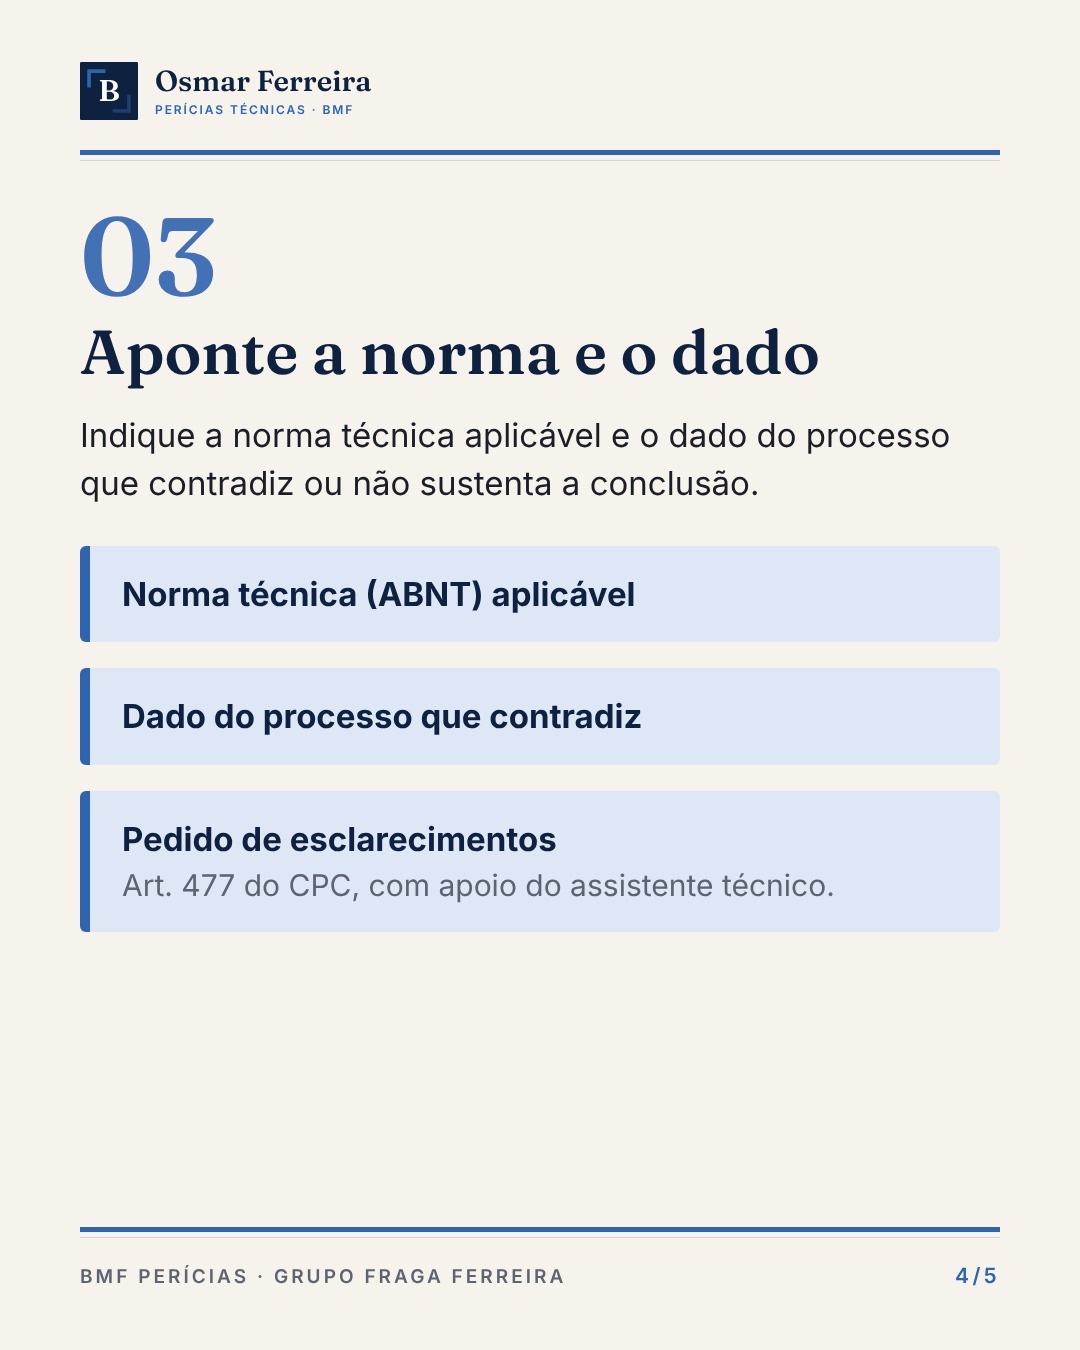 B
Osmar Ferreira
PERÍCIAS TÉCNICAS · BMF
03
Aponte a norma e o dado
Indique a norma técnica aplicável e o dado do processo
que contradiz ou não sustenta a conclusão.
Norma técnica (ABNT) aplicável
Dado do processo que contradiz
Pedido de esclarecimentos
Art. 477 do CPC, com apoio do assistente técnico.
BMF PERÍCIAS · GRUPO FRAGA FERREIRA
4/5